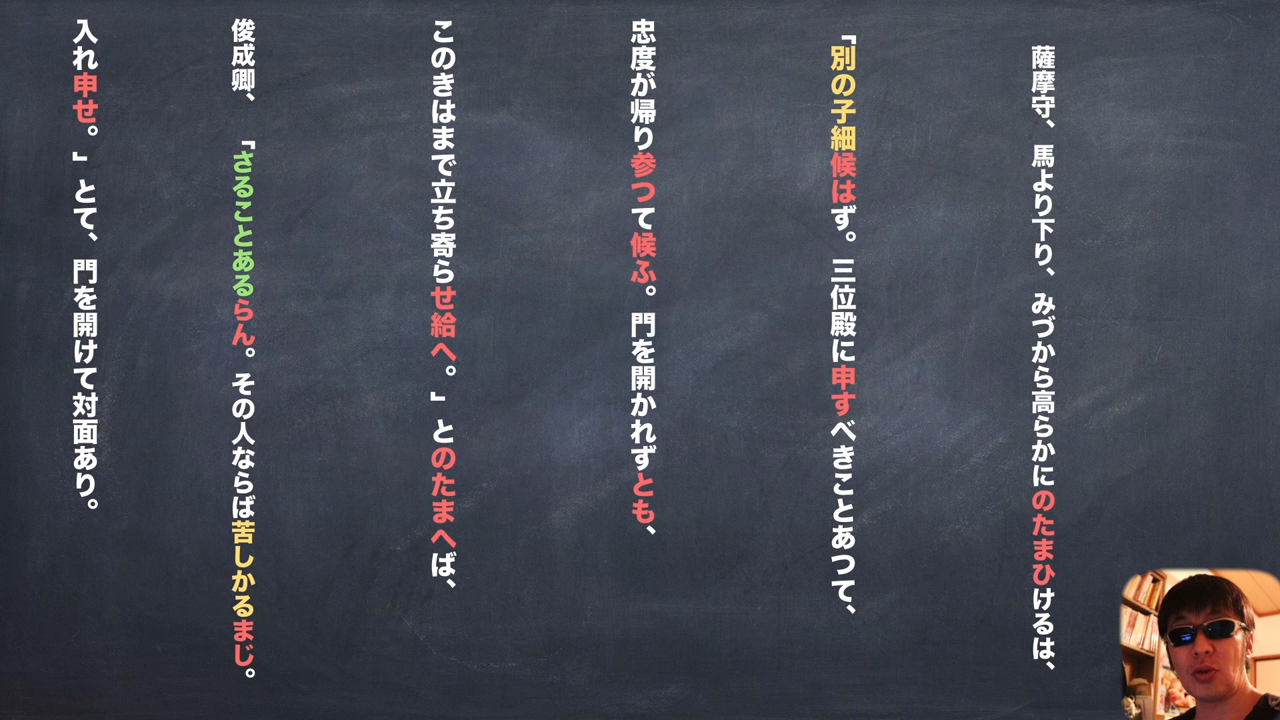 薩摩守、馬より下り、みづから高らかにのたまひけるは、
「別の子細候はず。三位殿に申すべきことあつて、
忠度が帰り参つて候ふ。門を開かれずとも、
このきはまで立ち寄らせ給へ。」とのたまへば、
俊成卿、「さることあるらん。その人ならば苦しかるまじ。
入れ申せ。」とて、門を開けて対面あり。